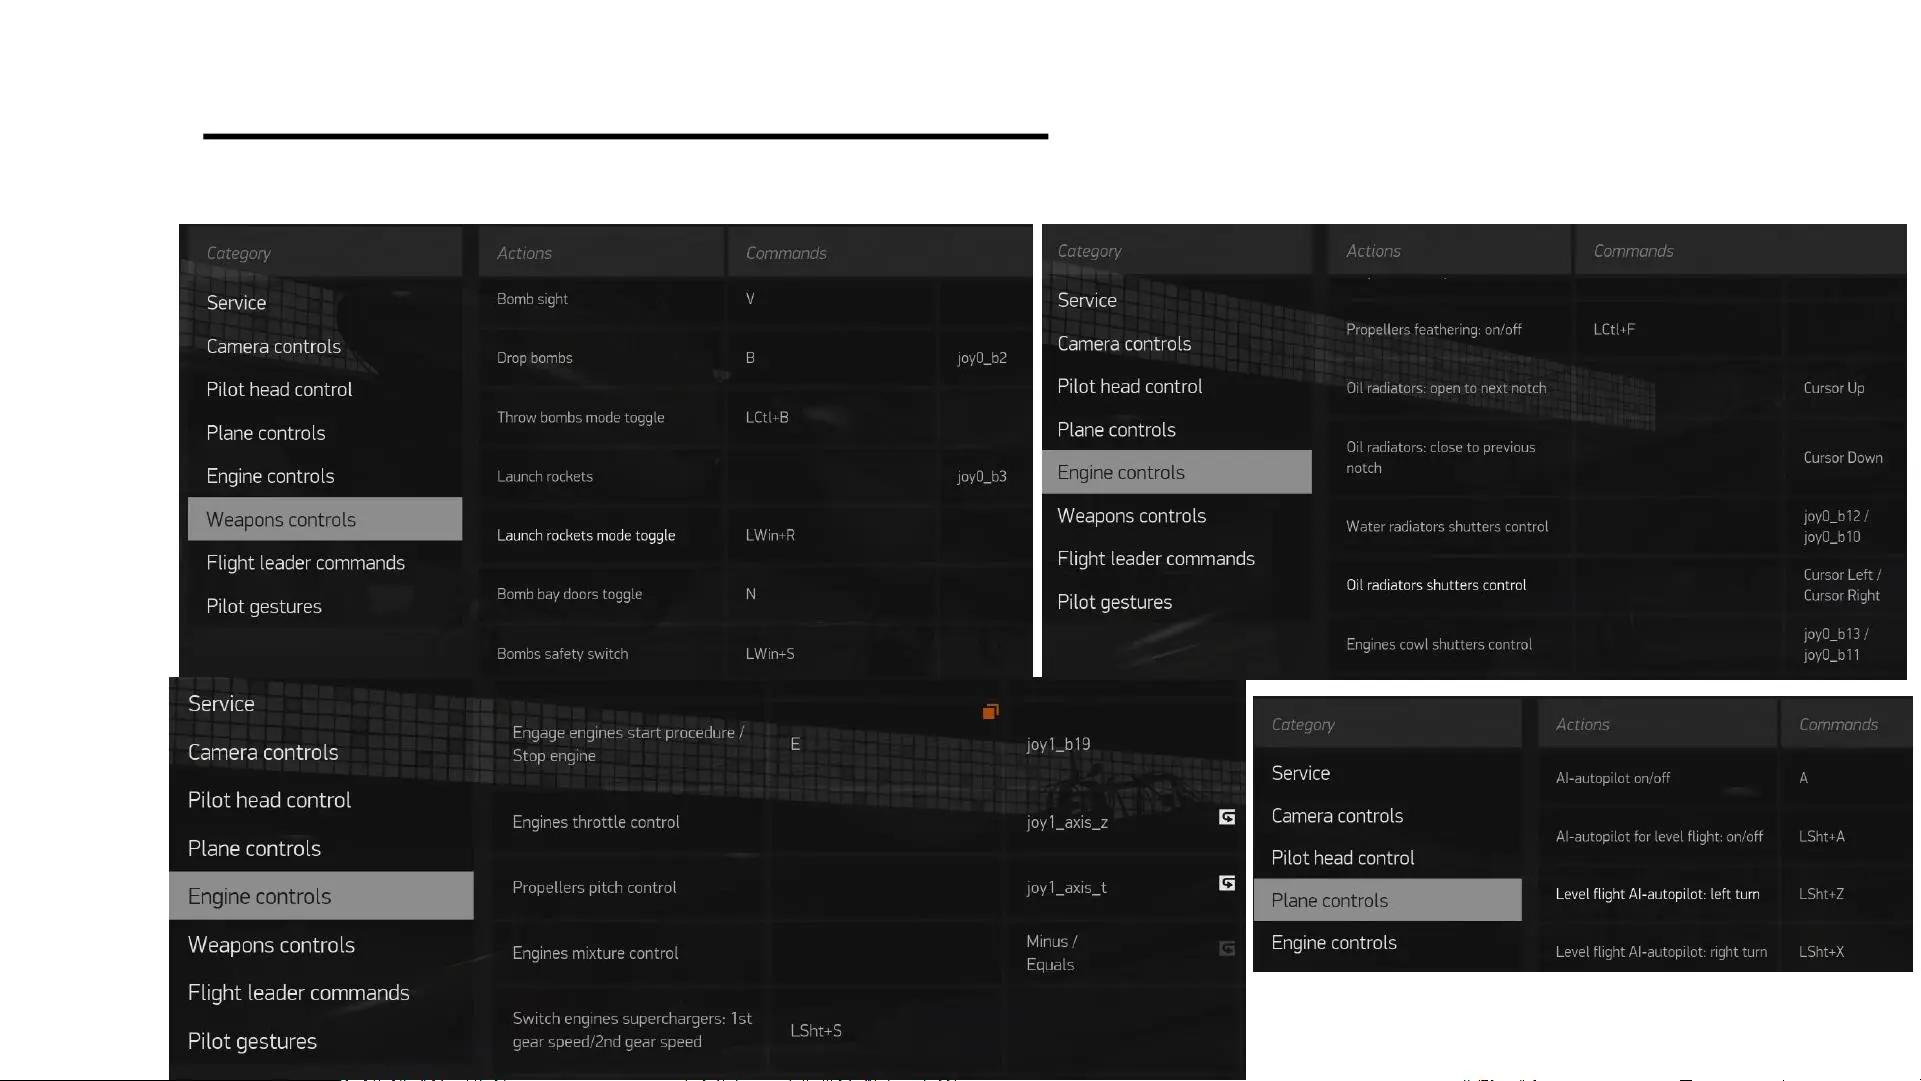 Category Actions Commands
Service
Camera controls
Pilot head control
Plane controls
Engine controls
Weapons controls
Flight leader commands
Pilot gestures
Bomb sight V
Drop bombs B joy0_b2
Throw bombs mode toggle LCtl+B
Launch rockets joy0_b3
Launch rockets mode toggle LWin+R
Bomb bay doors toggle N
Bombs safety switch LWin+S
Category Actions Commands
Service
Camera controls
Pilot head control
Plane controls
Engine controls
Weapons controls
Flight leader commands
Pilot gestures
Propellers feathering: on/off LCtl+F
Oil radiators: open to next notch Cursor Up
Oil radiators: close to previous
notch
Cursor Down
Water radiators shutters control
joy0_b12 /
joy0_b10
Oil radiators shutters control
Cursor Left /
Cursor Right
Engines cowl shutters control
joy0_b13 /
joy0_b11
Service
Camera controls
Pilot head control
Plane controls
Engine controls
Weapons controls
Flight leader commands
Pilot gestures
Engage engines start procedure /
Stop engine
E joy1_b19
Engines throttle control joy1_axis_z
Propellers pitch control joy1_axis_t
Engines mixture control
Minus /
Equals
Switch engines superchargers: 1st
gear speed/2nd gear speed
LSht+S
Category Actions Commands
Service
Camera controls
Pilot head control
Plane controls
Engine controls
AI-autopilot on/off A
AI-autopilot for level flight: on/off LSht+A
Level flight AI-autopilot: left turn LSht+Z
Level flight AI-autopilot: right turn LSht+X